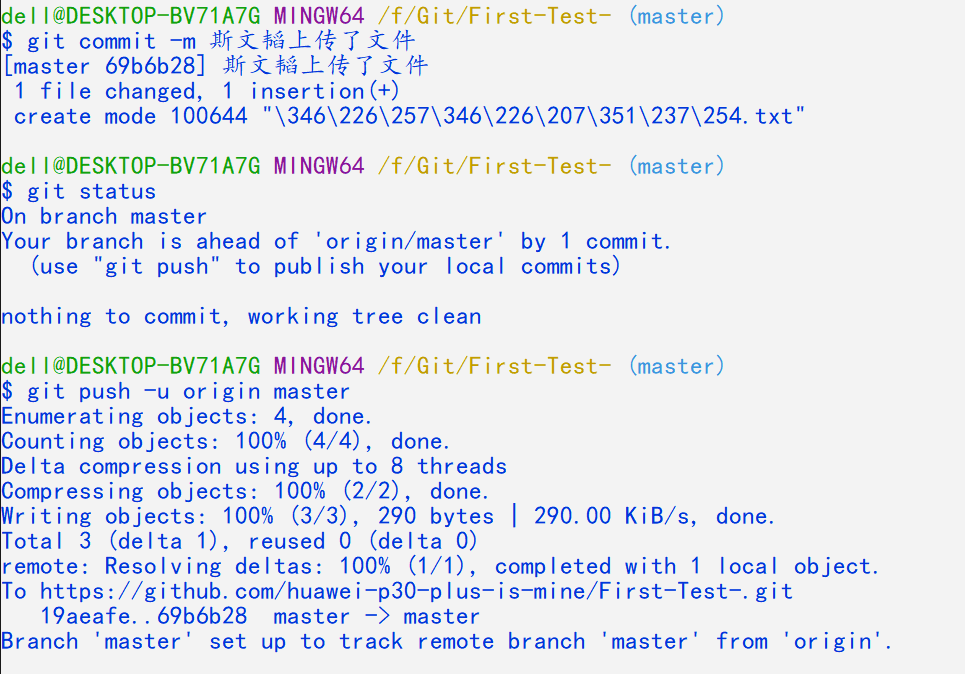 dell@DESKTOP-BV71A7G MINGW64 /f/Git/First-Test- (master)
$ git commit -m 斯文韬上传了文件
[master 69b6b28] 斯文韬上传了文件
 1 file changed, 1 insertion(+)
 create mode 100644 "\346\226\257\346\226\207\351\237\254.txt"

dell@DESKTOP-BV71A7G MINGW64 /f/Git/First-Test- (master)
$ git status
On branch master
Your branch is ahead of 'origin/master' by 1 commit.
  (use "git push" to publish your local commits)

nothing to commit, working tree clean

dell@DESKTOP-BV71A7G MINGW64 /f/Git/First-Test- (master)
$ git push -u origin master
Enumerating objects: 4, done.
Counting objects: 100% (4/4), done.
Delta compression using up to 8 threads
Compressing objects: 100% (2/2), done.
Writing objects: 100% (3/3), 290 bytes | 290.00 KiB/s, done.
Total 3 (delta 1), reused 0 (delta 0)
remote: Resolving deltas: 100% (1/1), completed with 1 local object.
To https://github.com/huawei-p30-plus-is-mine/First-Test-.git
   19aeafe..69b6b28  master -> master
Branch 'master' set up to track remote branch 'master' from 'origin'.